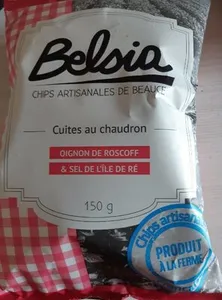 Belsia
CHIPS ARTISANALES DE BEAUCE
Cuites au chaudron
OIGNON DE ROSCOFF
& SEL DE L'ÎLE DE RÉ
150 g
Chips artisan
PRODUIT
À LA FERME